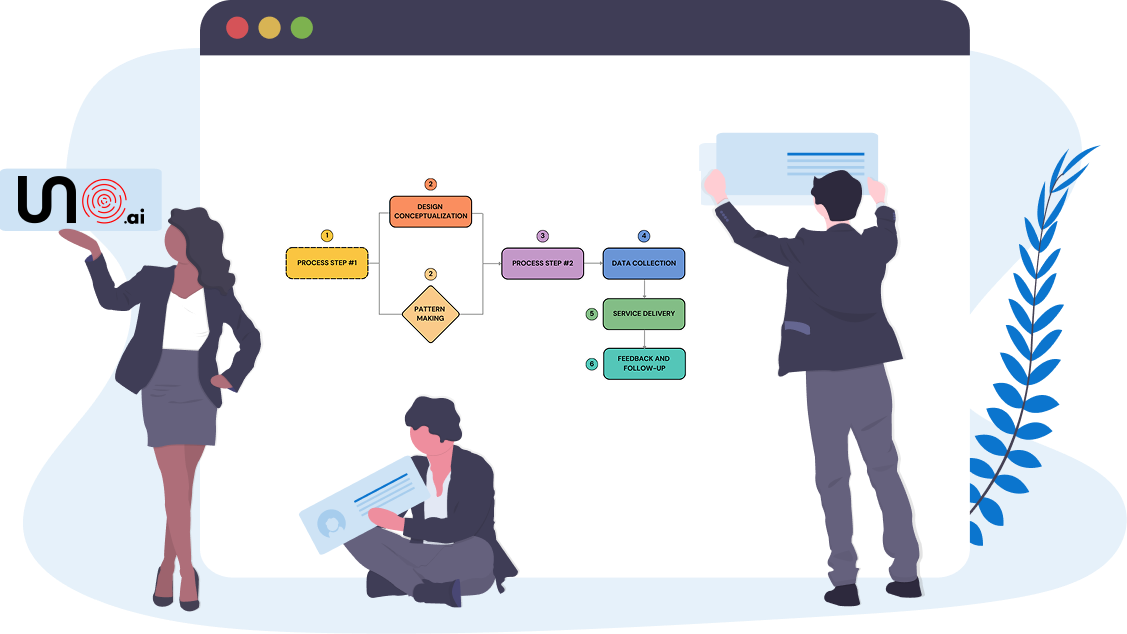 UNO.ai
2
DESIGN
CONCEPTUALIZATION
1
PROCESS STEP #1
2
PATTERN
MAKING
3
PROCESS STEP #2
4
DATA COLLECTION
5
SERVICE DELIVERY
6
FEEDBACK AND
FOLLOW-UP